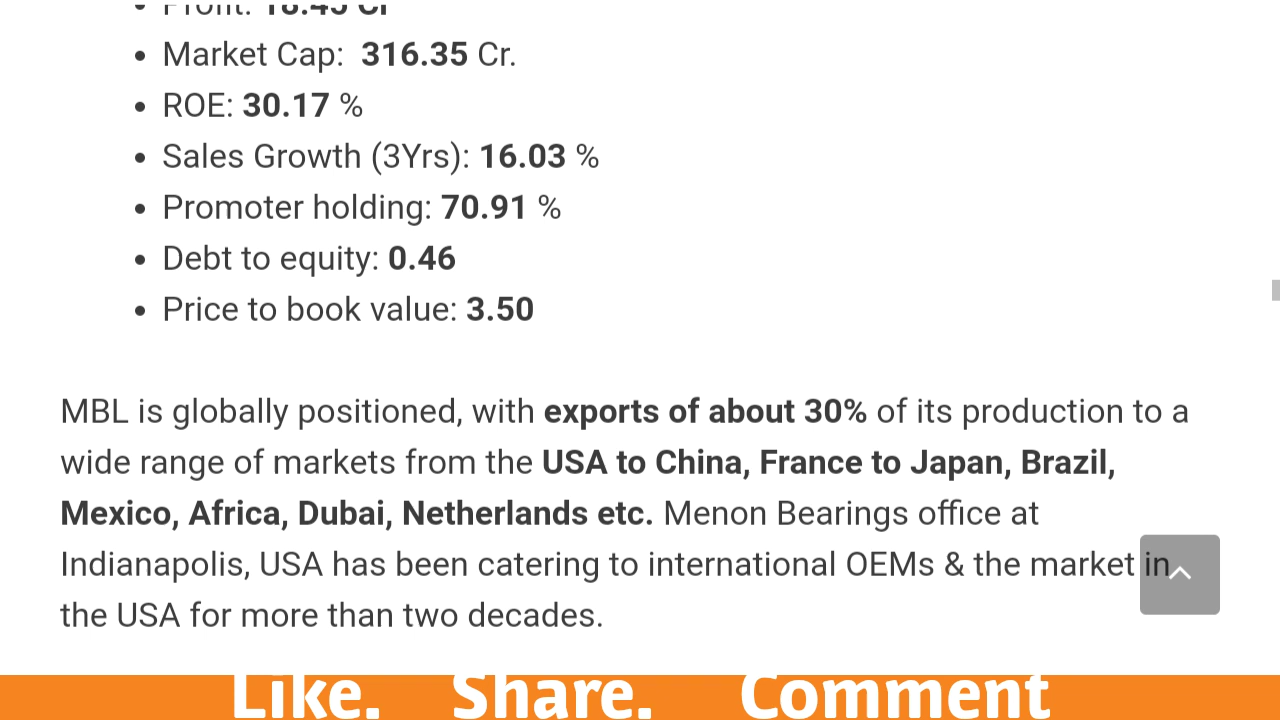 Profit: 18.45 Cr
Market Cap: 316.35 Cr.
ROE: 30.17 %
Sales Growth (3Yrs): 16.03 %
Promoter holding: 70.91 %
Debt to equity: 0.46
Price to book value: 3.50
MBL is globally positioned, with exports of about 30% of its production to a
wide range of markets from the USA to China, France to Japan, Brazil,
Mexico, Africa, Dubai, Netherlands etc. Menon Bearings office at
Indianapolis, USA has been catering to international OEMs & the market in
the USA for more than two decades.
Like. Share. Comment